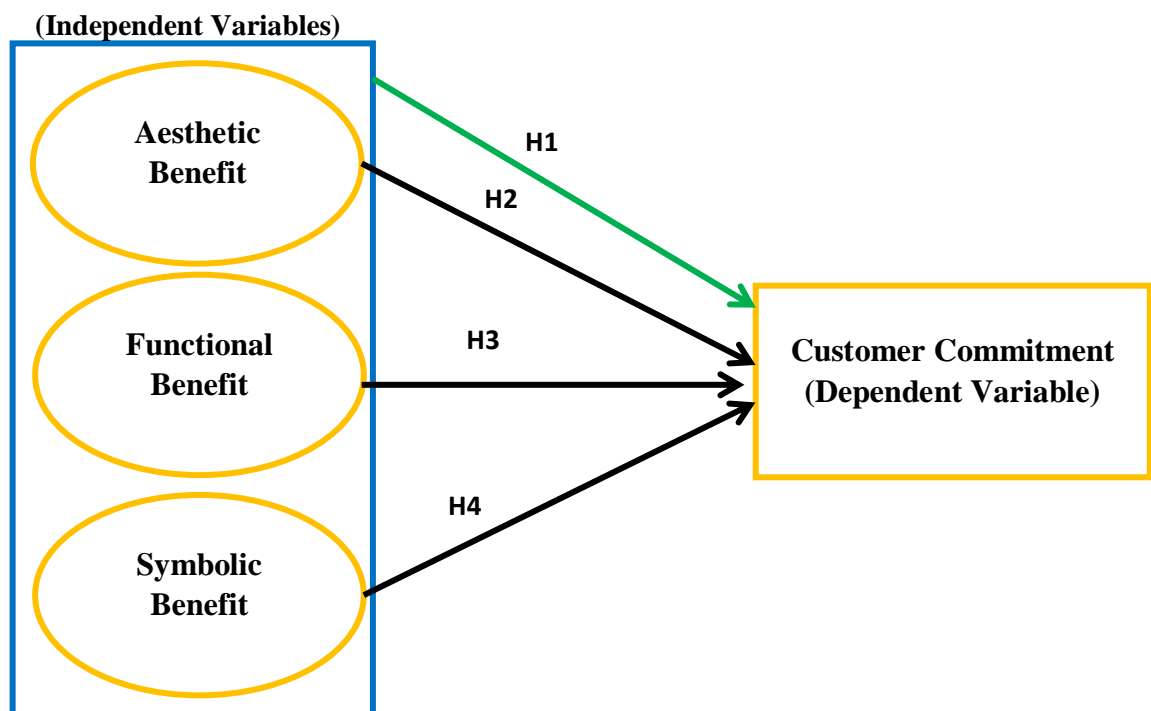 (Independent Variables)
Aesthetic
Benefit
H1
H2
Functional
Benefit
H3
Customer Commitment
(Dependent Variable)
H4
Symbolic
Benefit